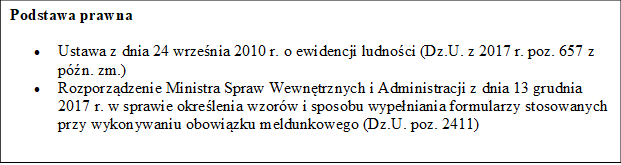 Podstawa prawna
• Ustawa z dnia 24 września 2010 r. o ewidencji ludności (Dz.U. z 2017 r. poz. 657 z
późn. zm.)
• Rozporządzenie Ministra Spraw Wewnętrznych i Administracji z dnia 13 grudnia
2017 r. w sprawie określenia wzorów i sposobu wypełniania formularzy stosowanych
przy wykonywaniu obowiązku meldunkowego (Dz.U. poz. 2411)